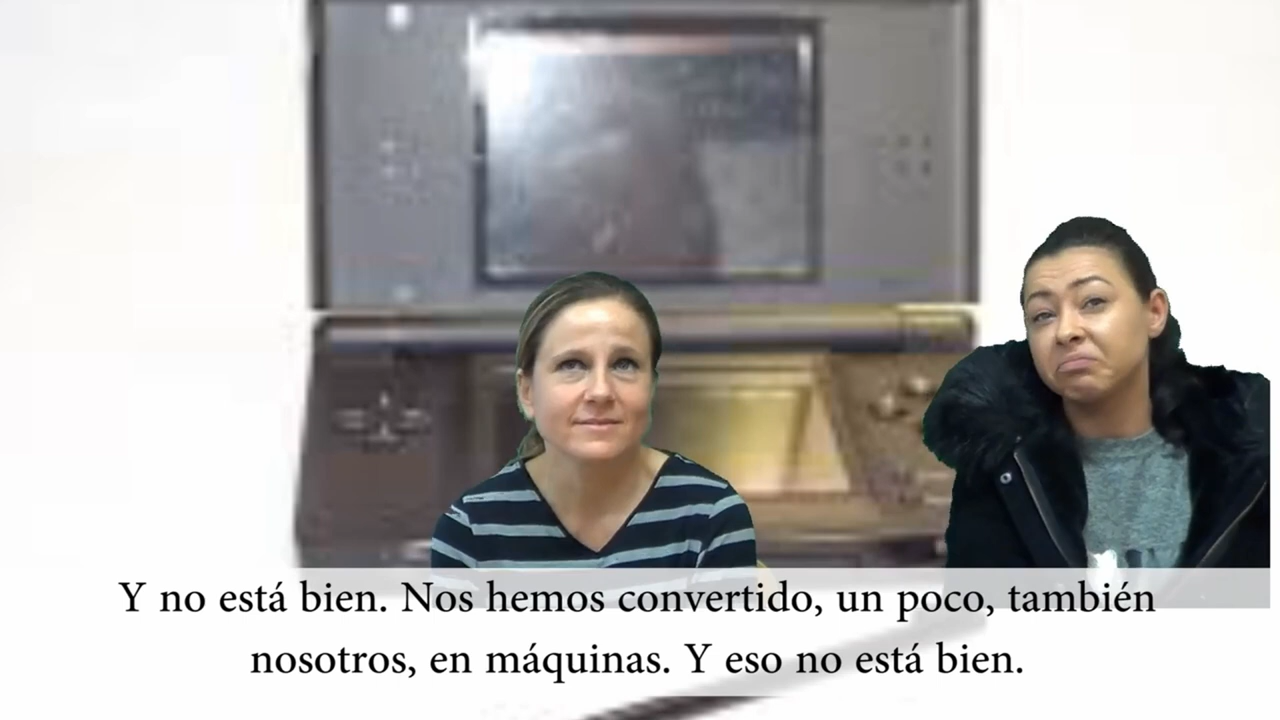 Y no está bien. Nos hemos convertido, un poco, también
nosotros, en máquinas. Y eso no está bien.